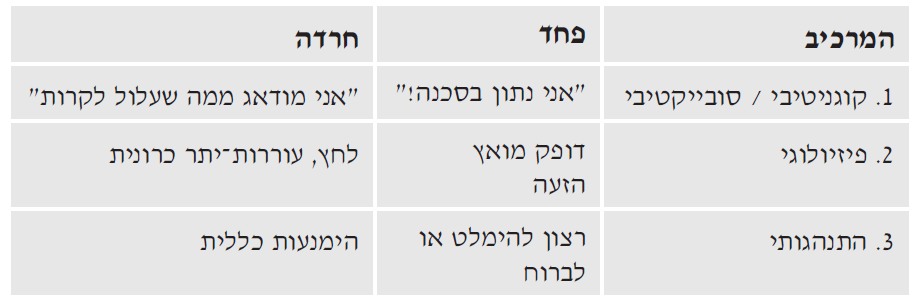 המרכיב פחד חרדה
1. קוגניטיבי / סובייקטיבי "אני נתון בסכנה!" "אני מודאג ממה שעלול לקרות"
2. פיזיולוגי דופק מואץ לחץ, עוררות־יתר כרונית
הזעה
3. התנהגותי רצון להימלט או הימנעות כללית
לברוח